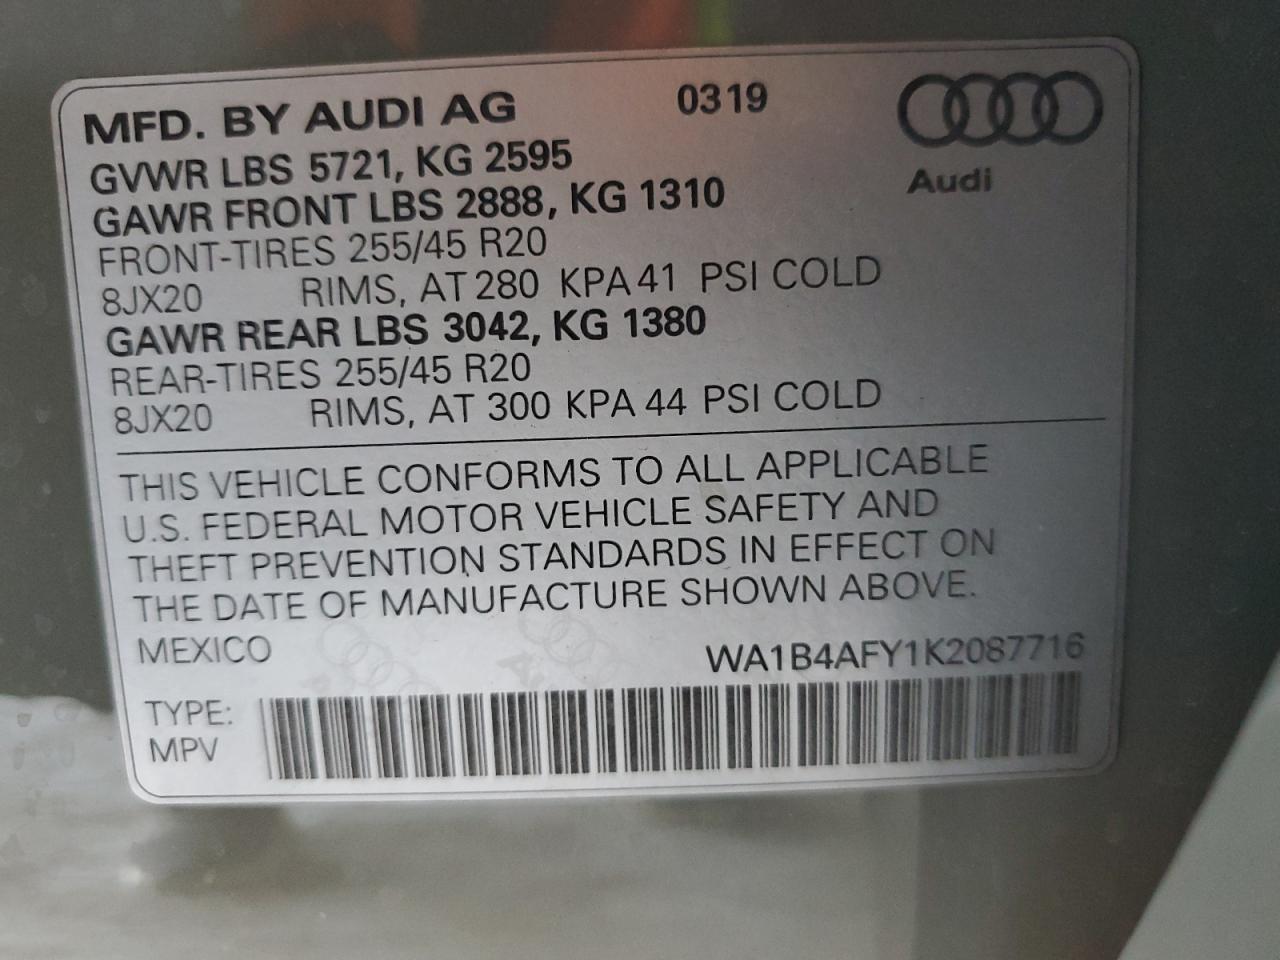 MFD. BY AUDI AG 0319
Audi
GVWR LBS 5721, KG 2595
GAWR FRONT LBS 2888, KG 1310
FRONT-TIRES 255/45 R20
8JX20 RIMS, AT 280 KPA 41 PSI COLD
GAWR REAR LBS 3042, KG 1380
REAR-TIRES 255/45 R20
8JX20 RIMS, AT 300 KPA 44 PSI COLD
THIS VEHICLE CONFORMS TO ALL APPLICABLE
U.S. FEDERAL MOTOR VEHICLE SAFETY AND
THEFT PREVENTION STANDARDS IN EFFECT ON
THE DATE OF MANUFACTURE SHOWN ABOVE.
MEXICO WA1B4AFY1K2087716
TYPE:
MPV